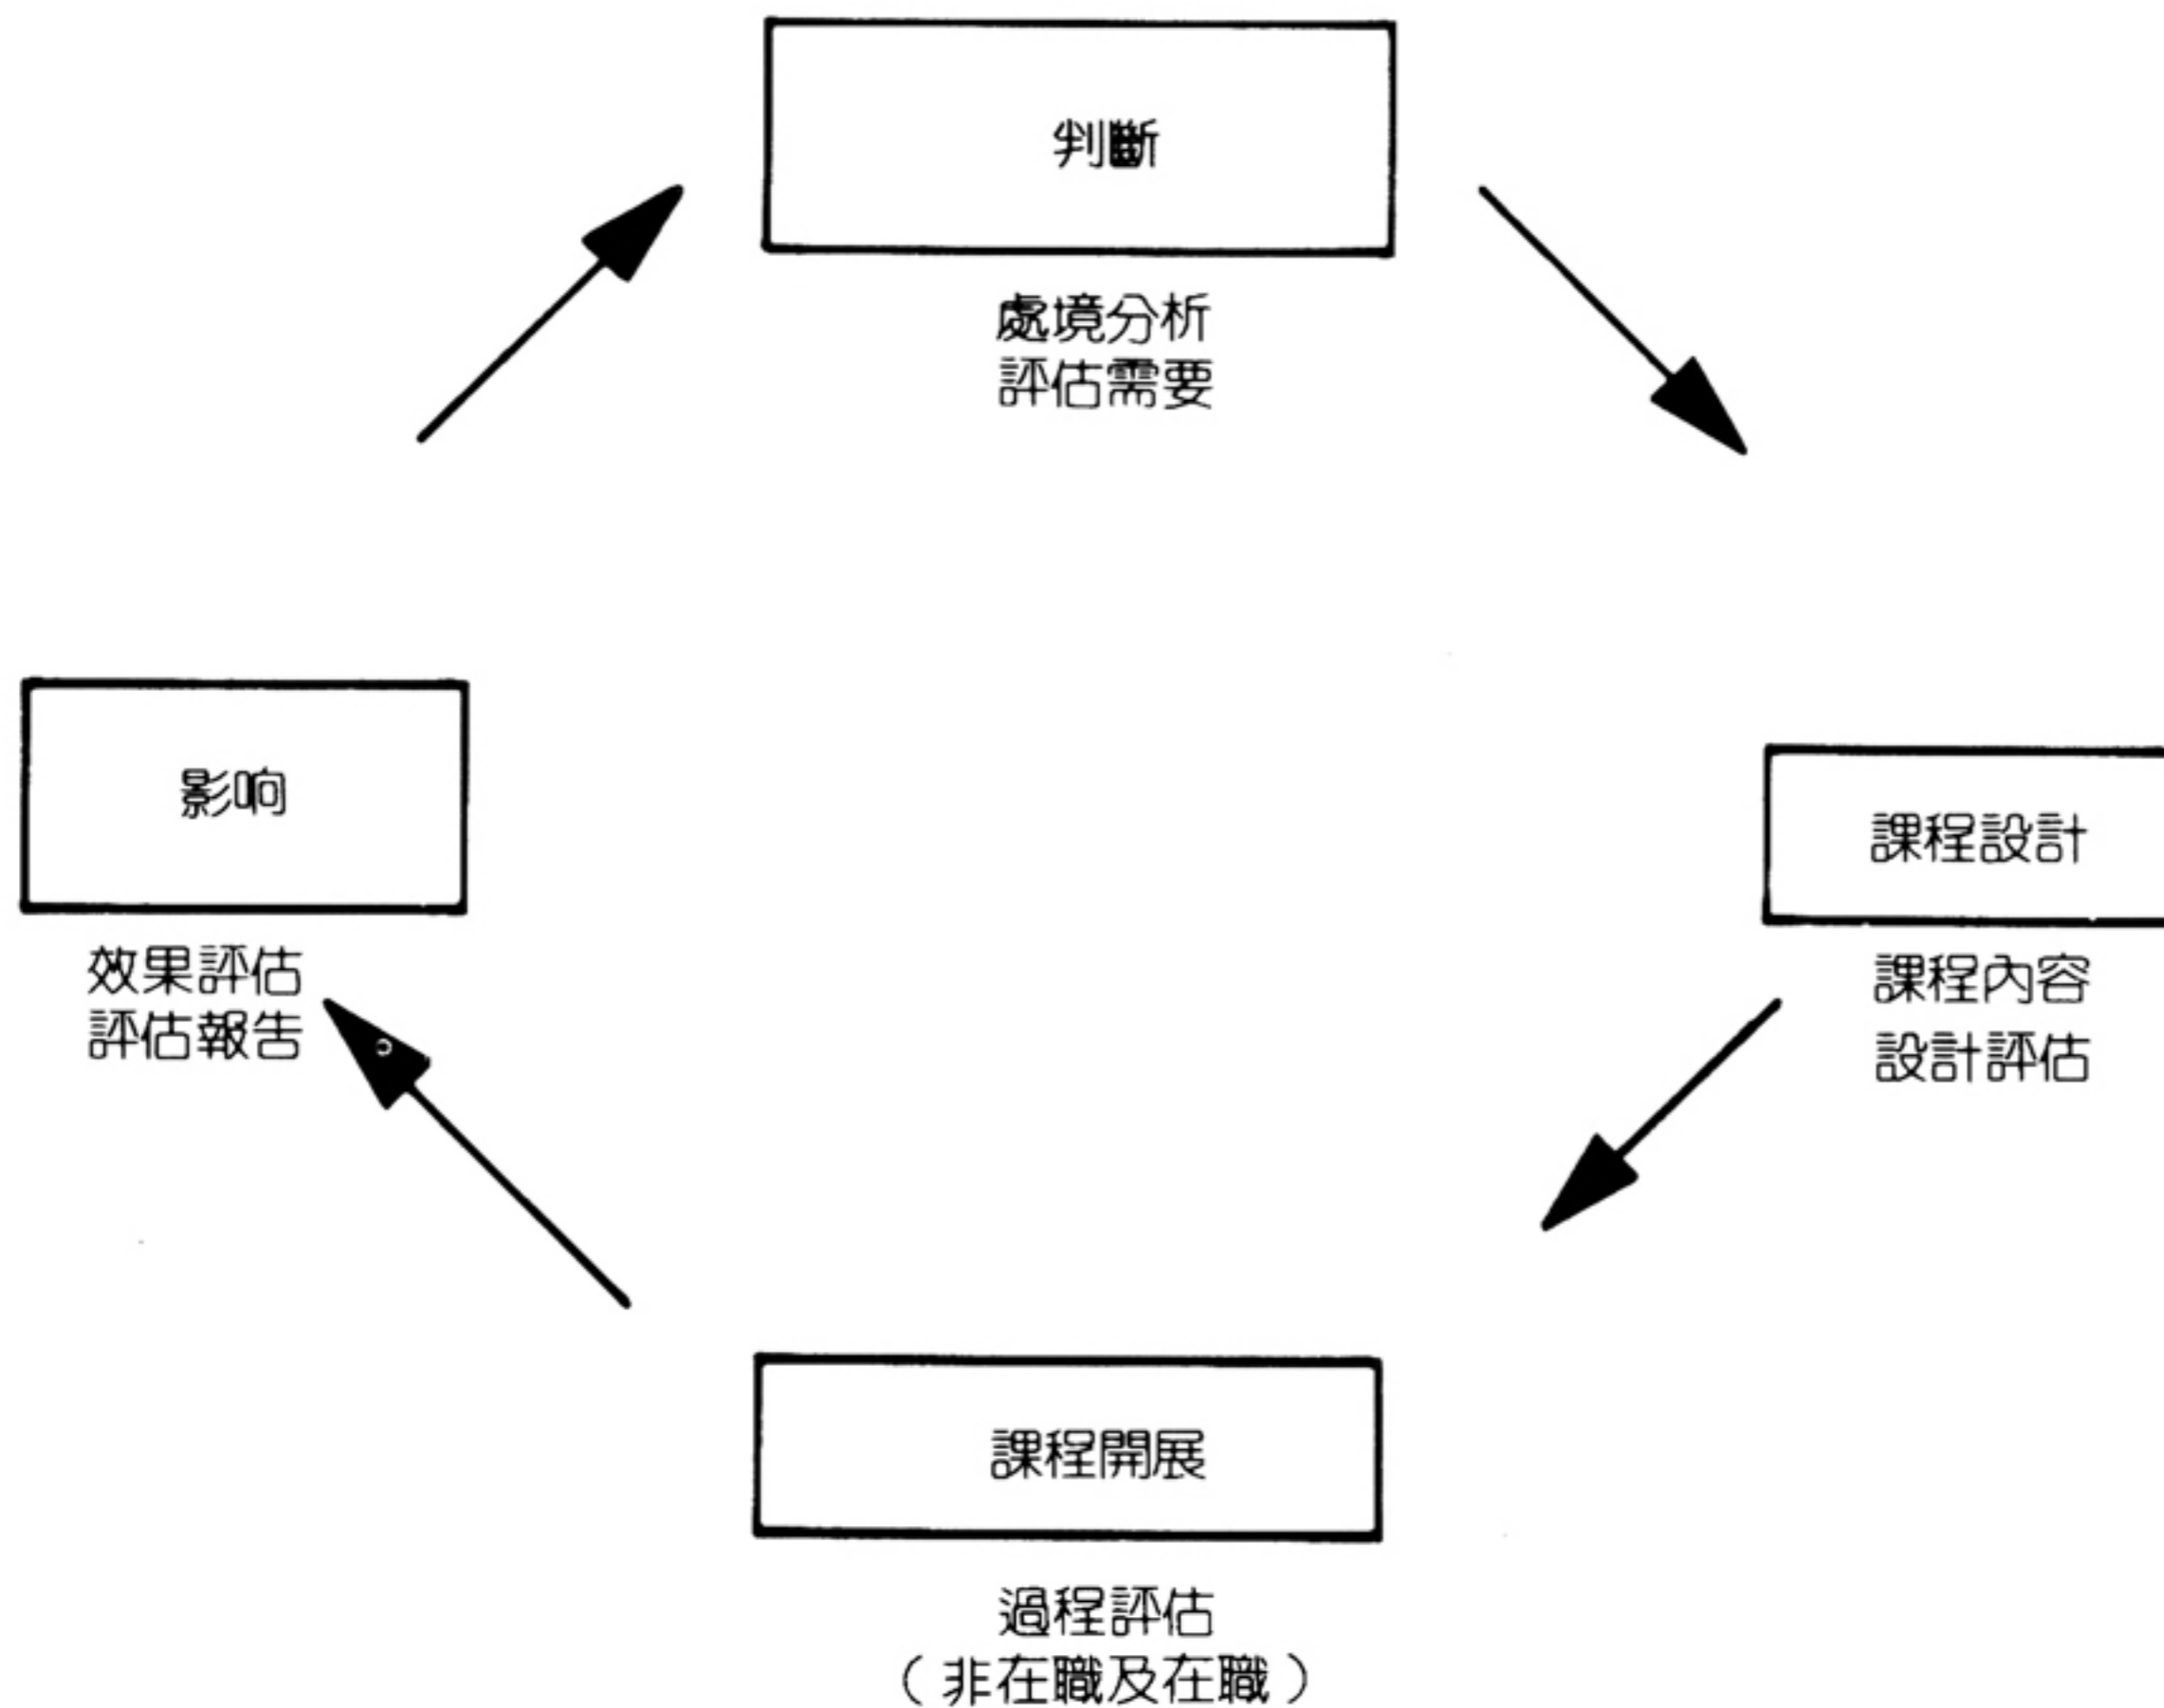 判斷
處境分析
評估需要
影响
課程設計
效果評估
評估報告
課程內容
設計評估
課程開展
過程評估
（非在職及在職）